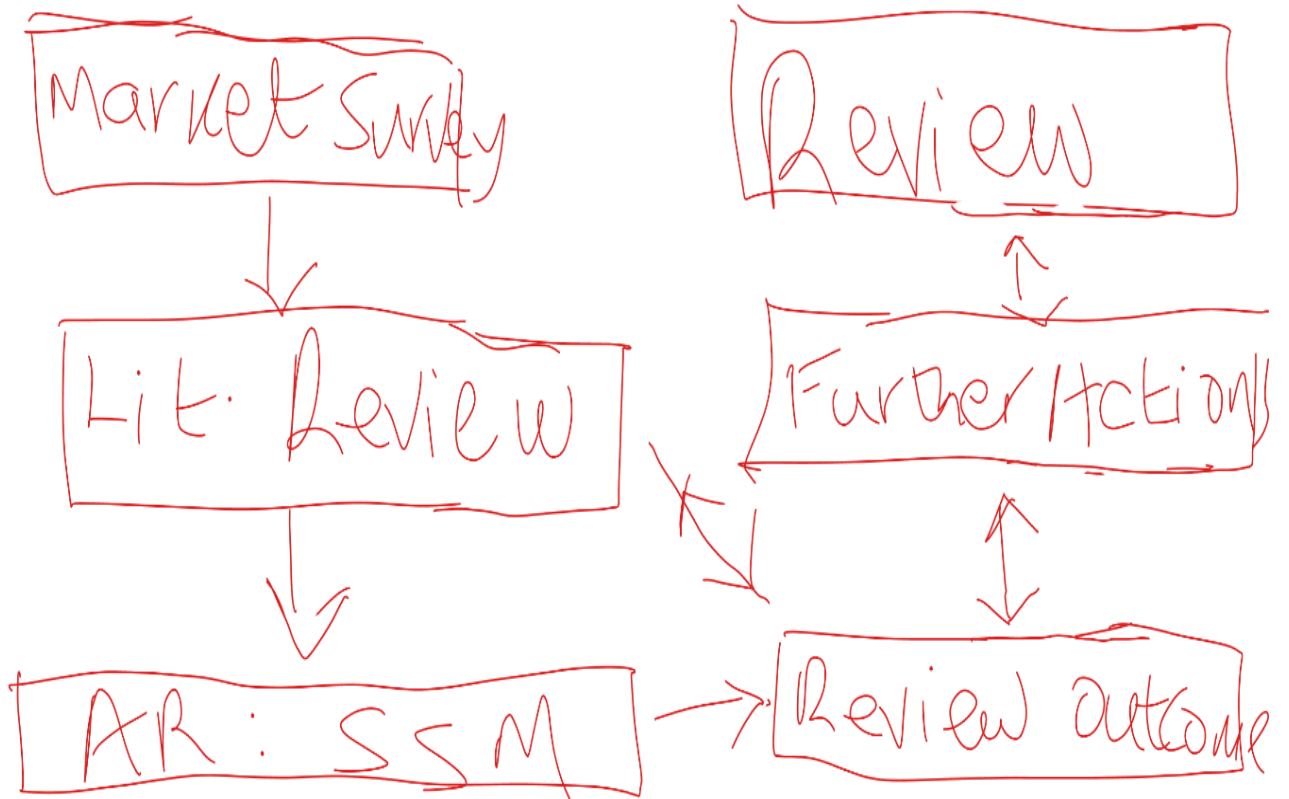 Market Survey
Review
Lit. Review
Further Actions
AR: SSM
Review Outcome